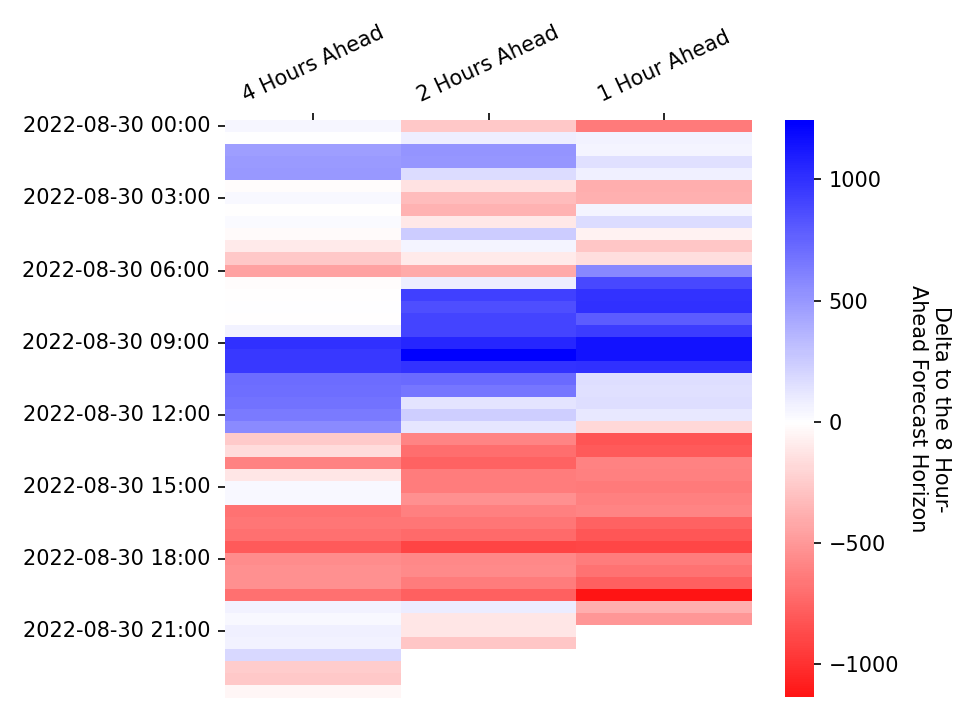 4 Hours Ahead
2 Hours Ahead
1 Hour Ahead
2022-08-30 00:00
2022-08-30 03:00
2022-08-30 06:00
2022-08-30 09:00
2022-08-30 12:00
2022-08-30 15:00
2022-08-30 18:00
2022-08-30 21:00
1000
500
0
−500
−1000
Delta to the 8 Hour-
Ahead Forecast Horizon